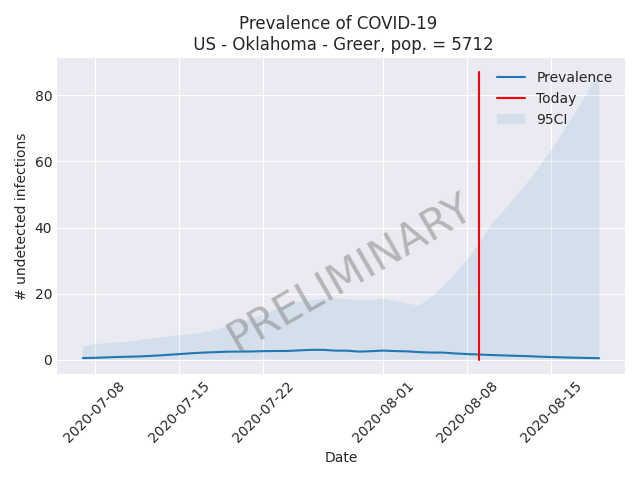 Prevalence of COVID-19
US - Oklahoma - Greer, pop. = 5712
Prevalence
Today
95CI
PRELIMINARY
# undetected infections
80
60
40
20
0
2020-07-08
2020-07-15
2020-07-22
2020-08-01
2020-08-08
2020-08-15
Date